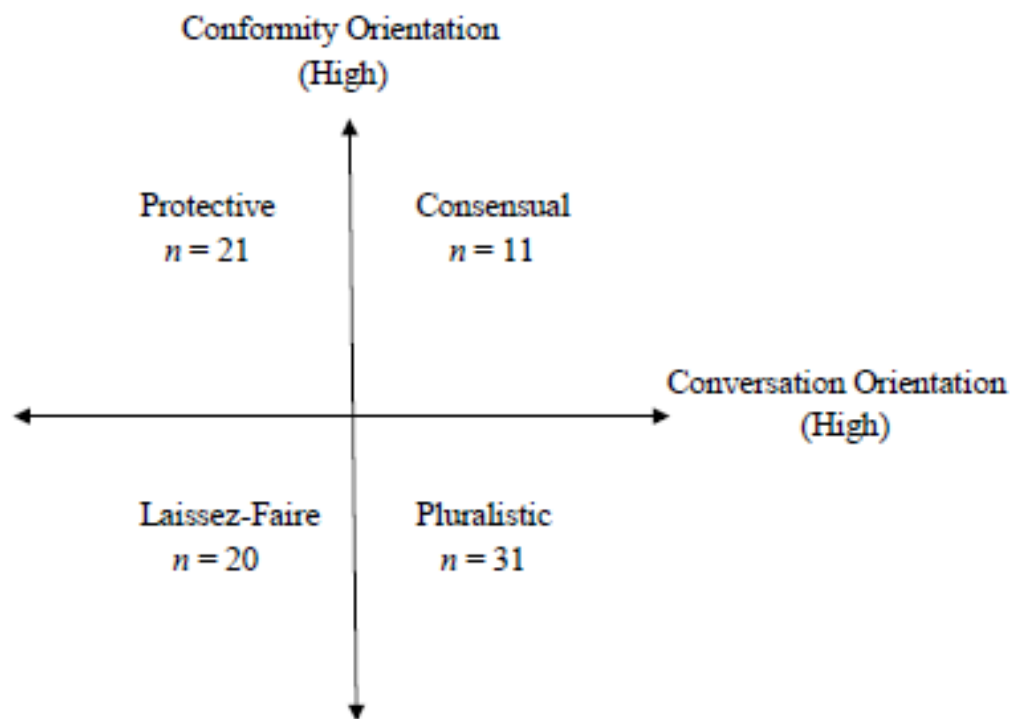 Conformity Orientation
(High)
Protective
n = 21
Consensual
n = 11
Conversation Orientation
(High)
Laissez-Faire
n = 20
Pluralistic
n = 31